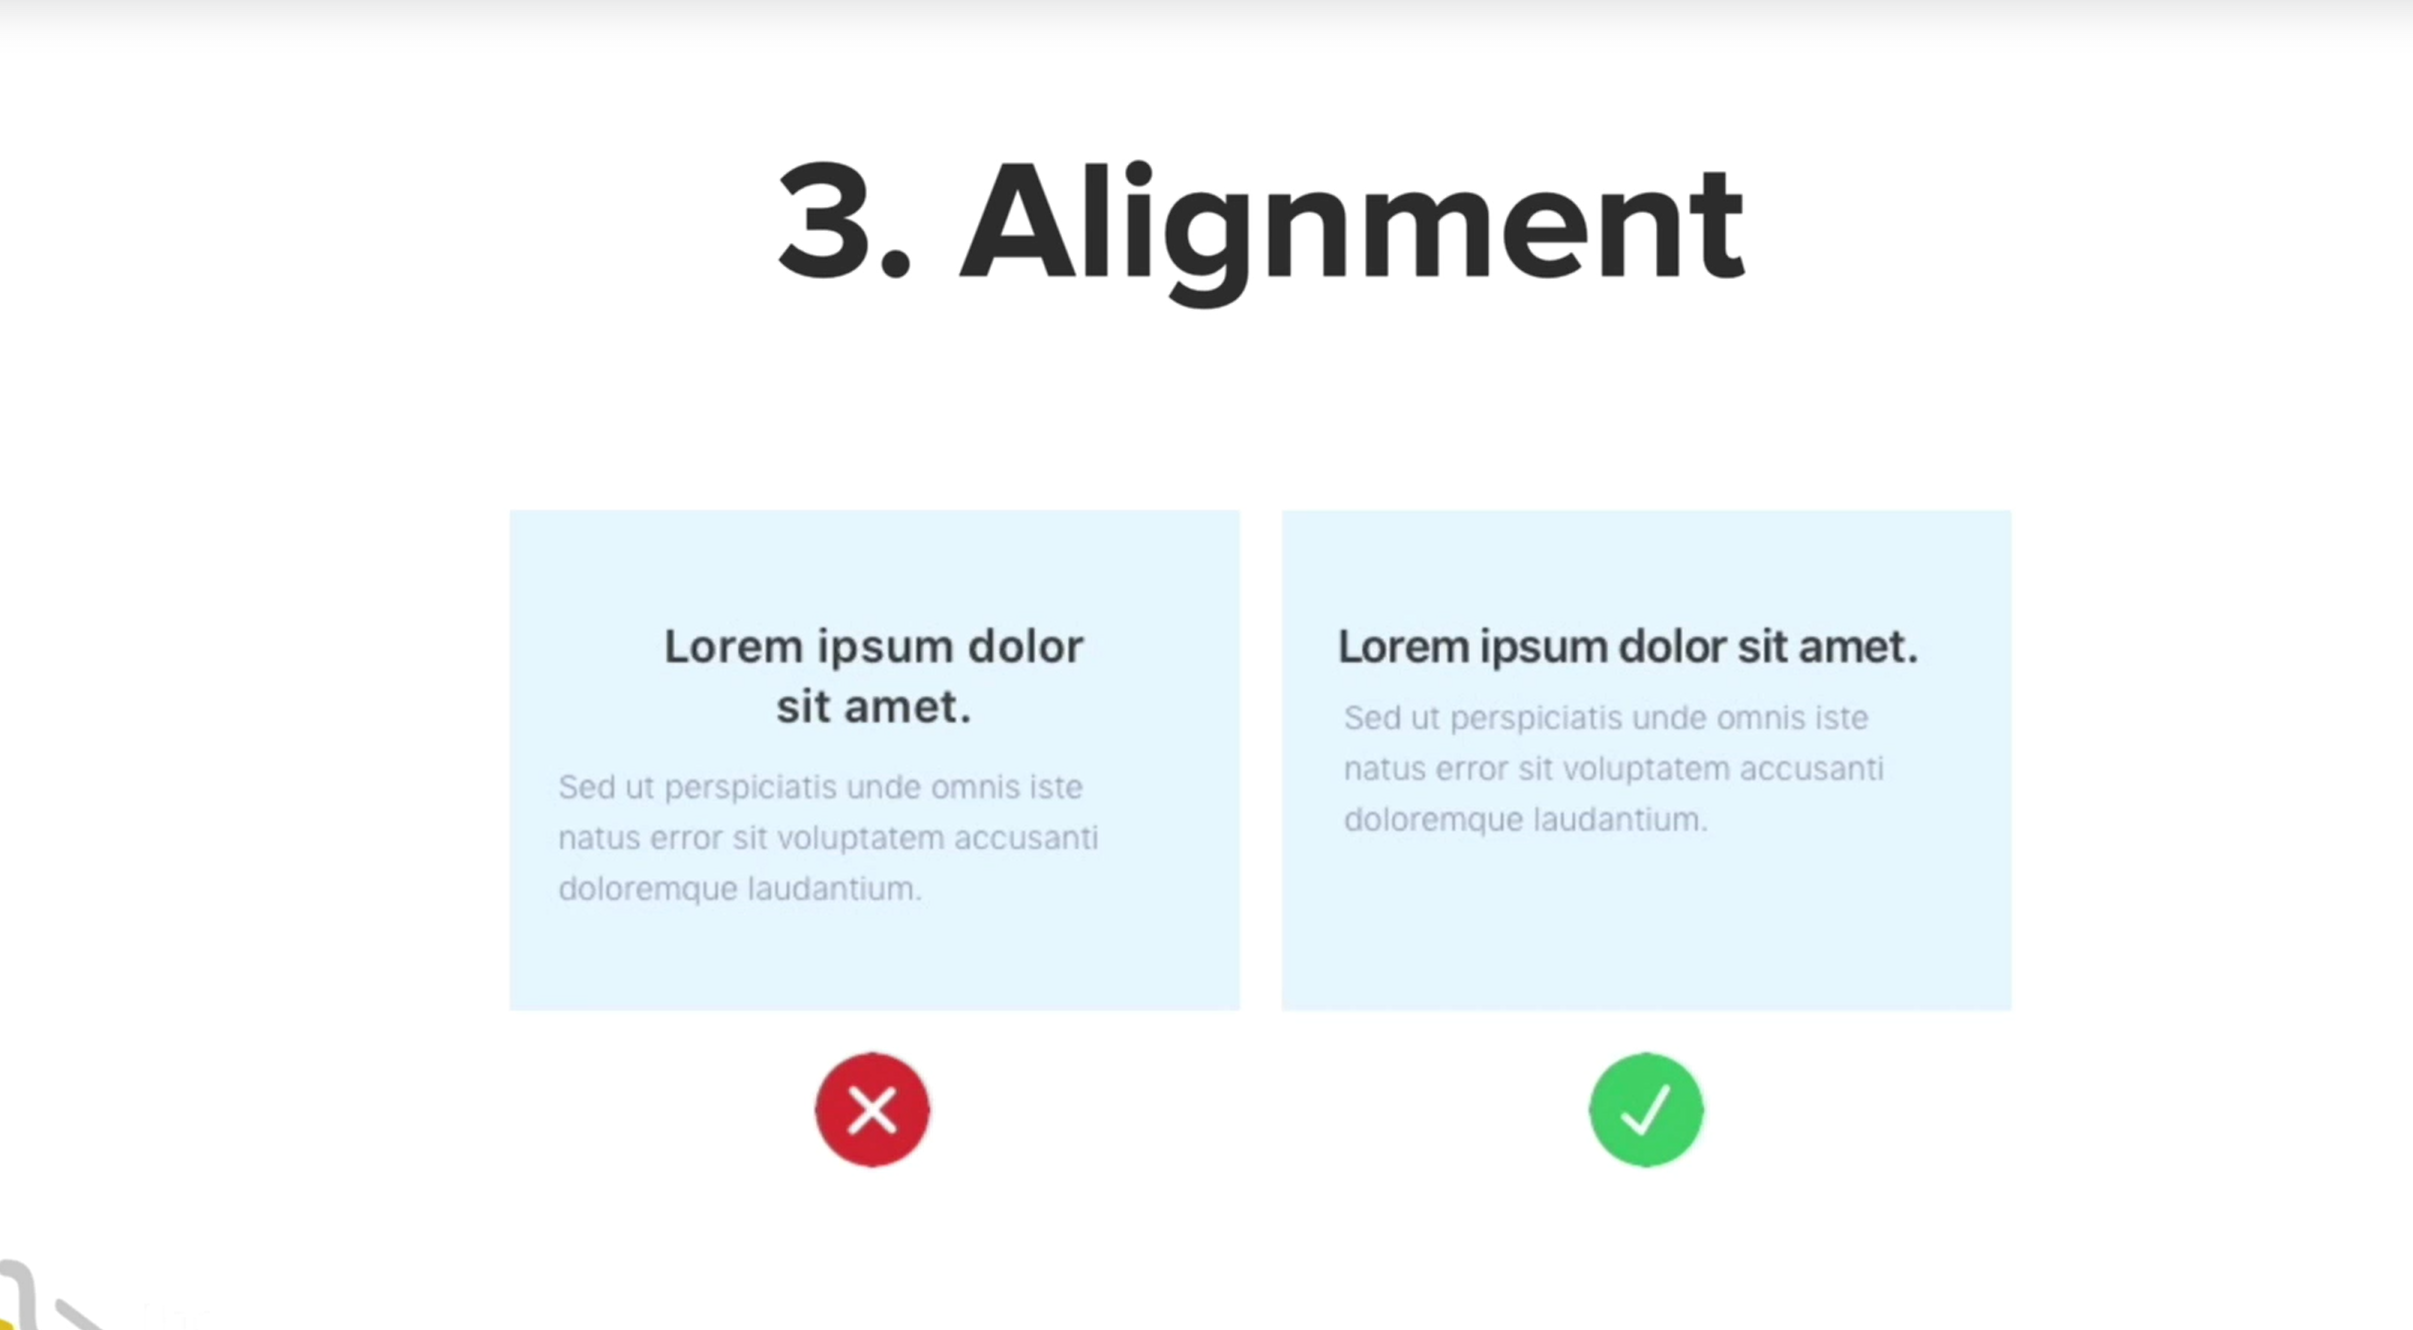 3. Alignment
Lorem ipsum dolor
sit amet.
Sed ut perspiciatis unde omnis iste
natus error sit voluptatem accusanti
doloremque laudantium.
Lorem ipsum dolor sit amet.
Sed ut perspiciatis unde omnis iste
natus error sit voluptatem accusanti
doloremque laudantium.